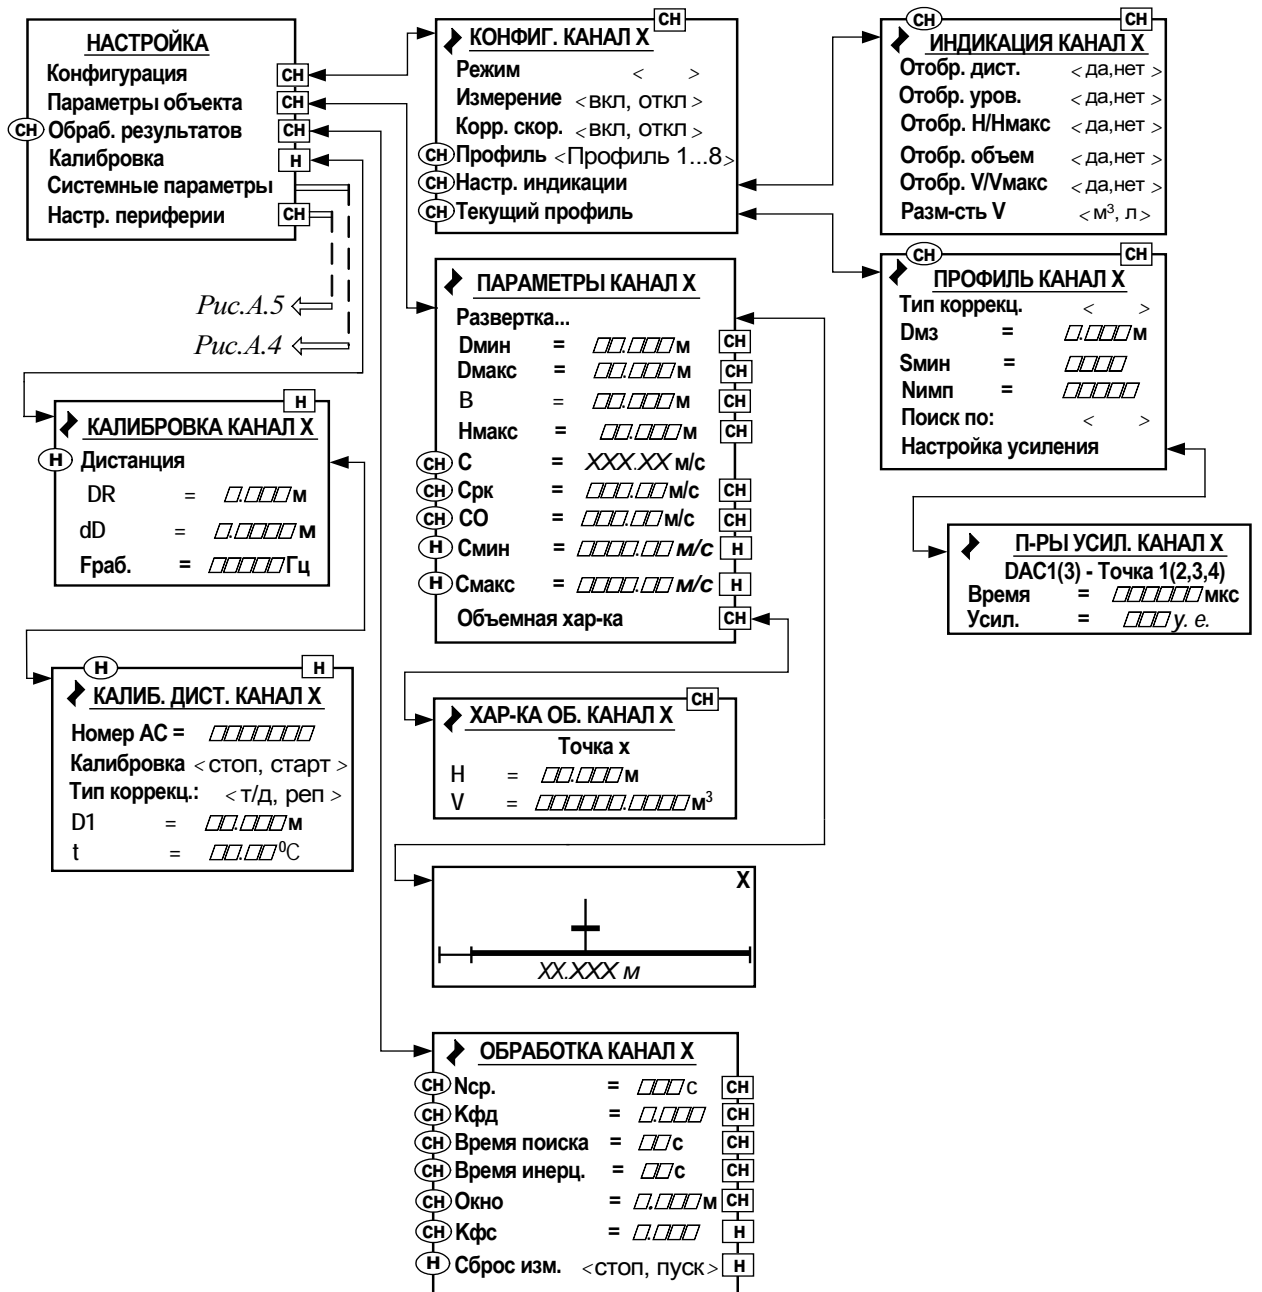 НАСТРОЙКА
Конфигурация СН
Параметры объекта СН
СН Обраб. результатов СН
Калибровка Н
Системные параметры
Настр. периферии СН
Рис.А.5
Рис.А.4
СН
КОНФИГ. КАНАЛ X
Режим < >
Измерение <вкл, откл>
Корр. скор. <вкл, откл>
СН Профиль <Профиль 1...8>
СН Настр. индикации
СН Текущий профиль
СН СН
ИНДИКАЦИЯ КАНАЛ X
Отобр. дист. <да,нет>
Отобр. уров. <да,нет>
Отобр. Н/Нмакс <да,нет>
Отобр. объем <да,нет>
Отобр. V/Vмакс <да,нет>
Разм-сть V <м³, л>
СН СН
ПРОФИЛЬ КАНАЛ X
Тип коррекц. < >
Dмз = . м
Sмин =
Nимп =
Поиск по: < >
Настройка усиления
П-РЫ УСИЛ. КАНАЛ X
DAC1(3) - Точка 1(2,3,4)
Время = мкс
Усил. = у. е.
ПАРАМЕТРЫ КАНАЛ X
Развертка...
Dмин = . м СН
Dмакс = . м СН
В = . м СН
Нмакс = . м СН
СН С = XXX.XX м/с
СН Срк = . м/с СН
СН СО = . м/с СН
Н Смин = . м/с Н
Н Смакс = . м/с Н
Объемная хар-ка СН
Н
КАЛИБРОВКА КАНАЛ X
Н Дистанция
DR = . м
dD = . м
Fраб. = Гц
Н Н
КАЛИБ. ДИСТ. КАНАЛ X
Номер АС =
Калибровка <стоп, старт>
Тип коррекц.: <т/д, реп>
D1 = . м
t = . ⁰С
СН
ХАР-КА ОБ. КАНАЛ X
Точка x
H = . м
V = . м³
X
XX.XXX м
ОБРАБОТКА КАНАЛ X
СН Nср. = с СН
СН Кфд = . СН
СН Время поиска = с СН
СН Время инерц. = с СН
СН Окно = . м СН
СН Кфс = . Н
Н Сброс изм. <стоп, пуск> Н